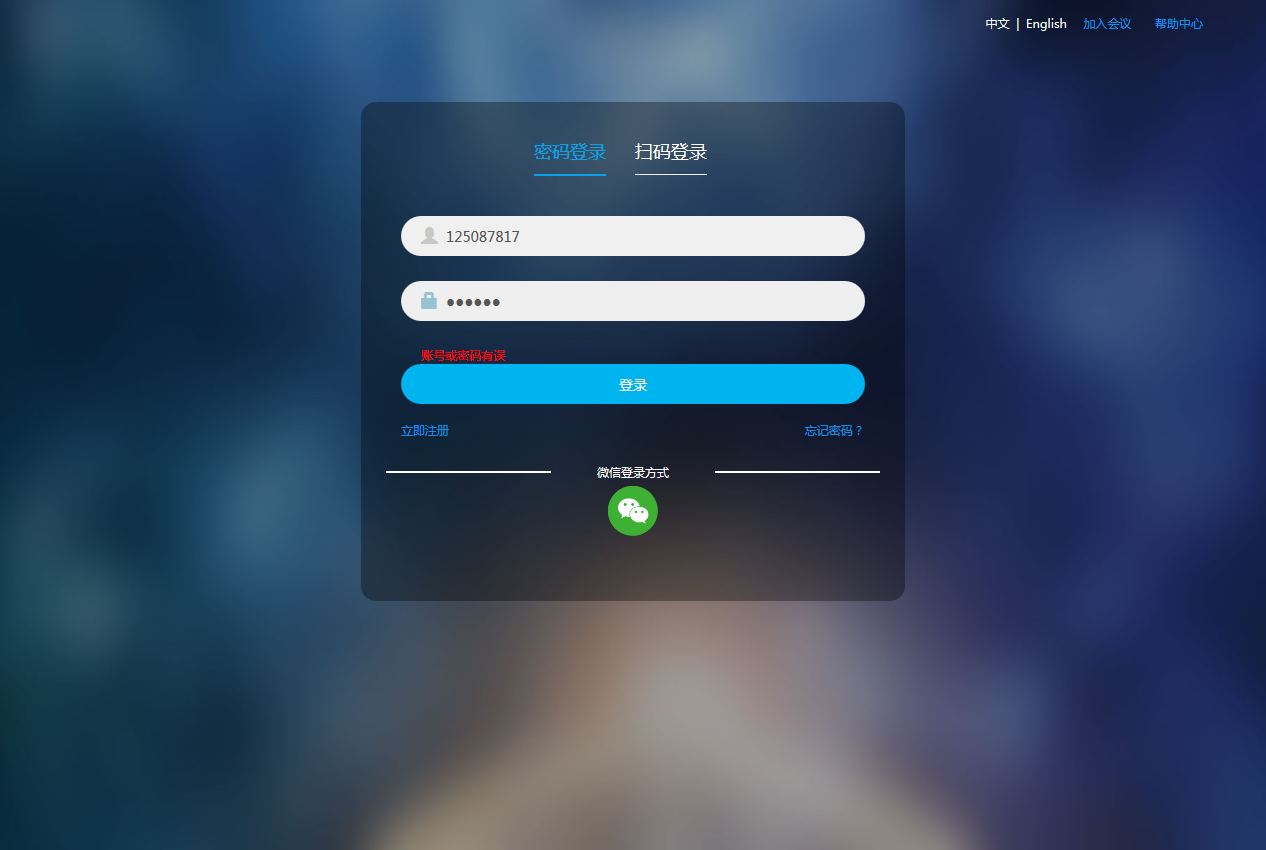 中文 | English 加入会议 帮助中心
密码登录 扫码登录
125087817
••••••
账号或密码有误
登录
立即注册 忘记密码？
微信登录方式